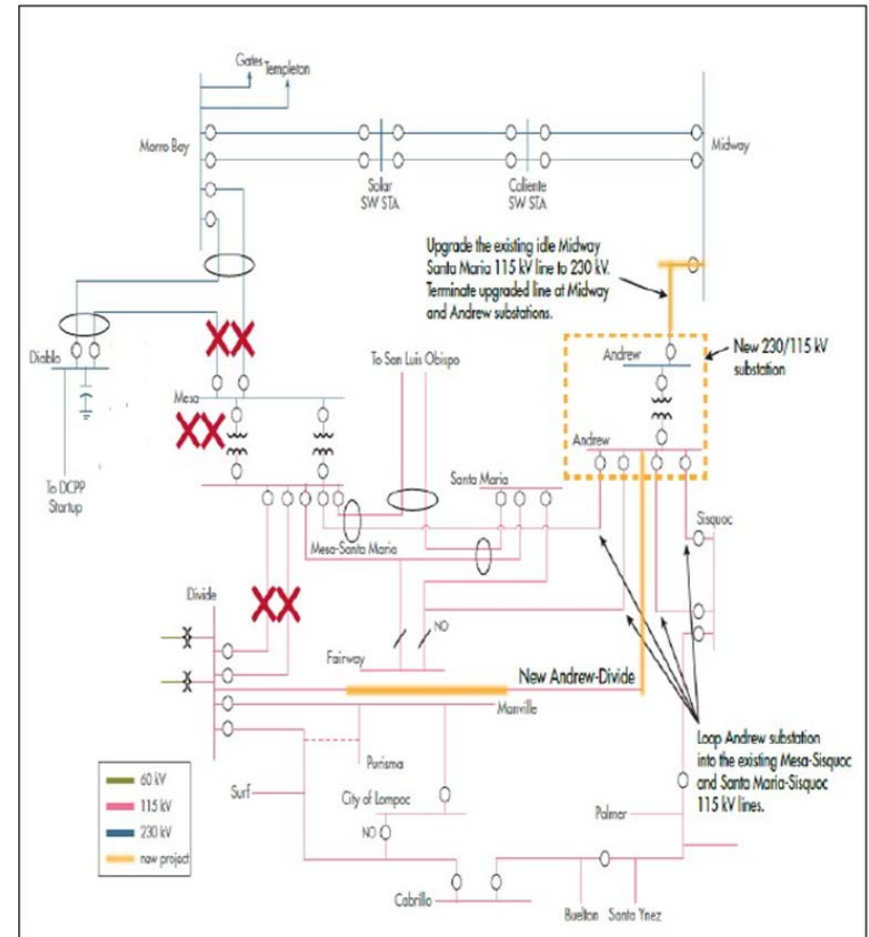 Gates
Templeton
Morro Bay
Midway
Solar
SW STA
Caliente
SW STA
Upgrade the existing idle Midway
Santa Maria 115 kV line to 230 kV.
Terminate upgraded line at Midway
and Andrew substations.
Diablo
To San Luis Obispo
Andrew
New 230/115 kV
substation
Mesa
Andrew
To DCPP
Startup
Santa Maria
Sisquoc
Mesa-Santa Maria
Divide
NO
Fairway
New Andrew-Divide
Manville
Purisma
Loop Andrew substation
into the existing Mesa-Sisquoc
and Santa Maria-Sisquoc
115 kV lines.
60 kV
115 kV
230 kV
new project
Surf
City of Lompoc
NO
Palmer
Cabrillo
Buelton
Santa Ynez